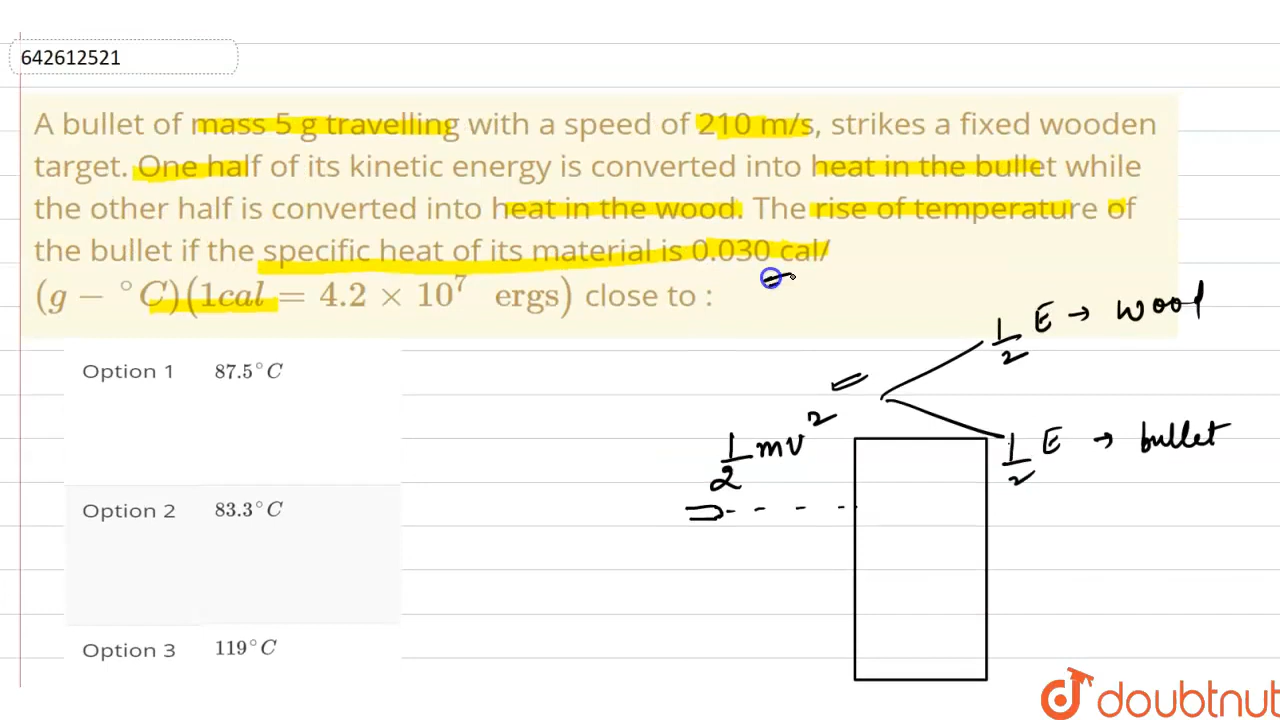 642612521
A bullet of mass 5 g travelling with a speed of 210 m/s, strikes a fixed wooden
target. One half of its kinetic energy is converted into heat in the bullet while
the other half is converted into heat in the wood. The rise of temperature of
the bullet if the specific heat of its material is 0.030 cal/
(g − °C)(1cal = 4.2 × 10⁷ ergs) close to :
1/2 E → wood
Option 1 87.5°C
1/2 mv²
1/2 E → bullet
Option 2 83.3°C
Option 3 119°C
doubtnut